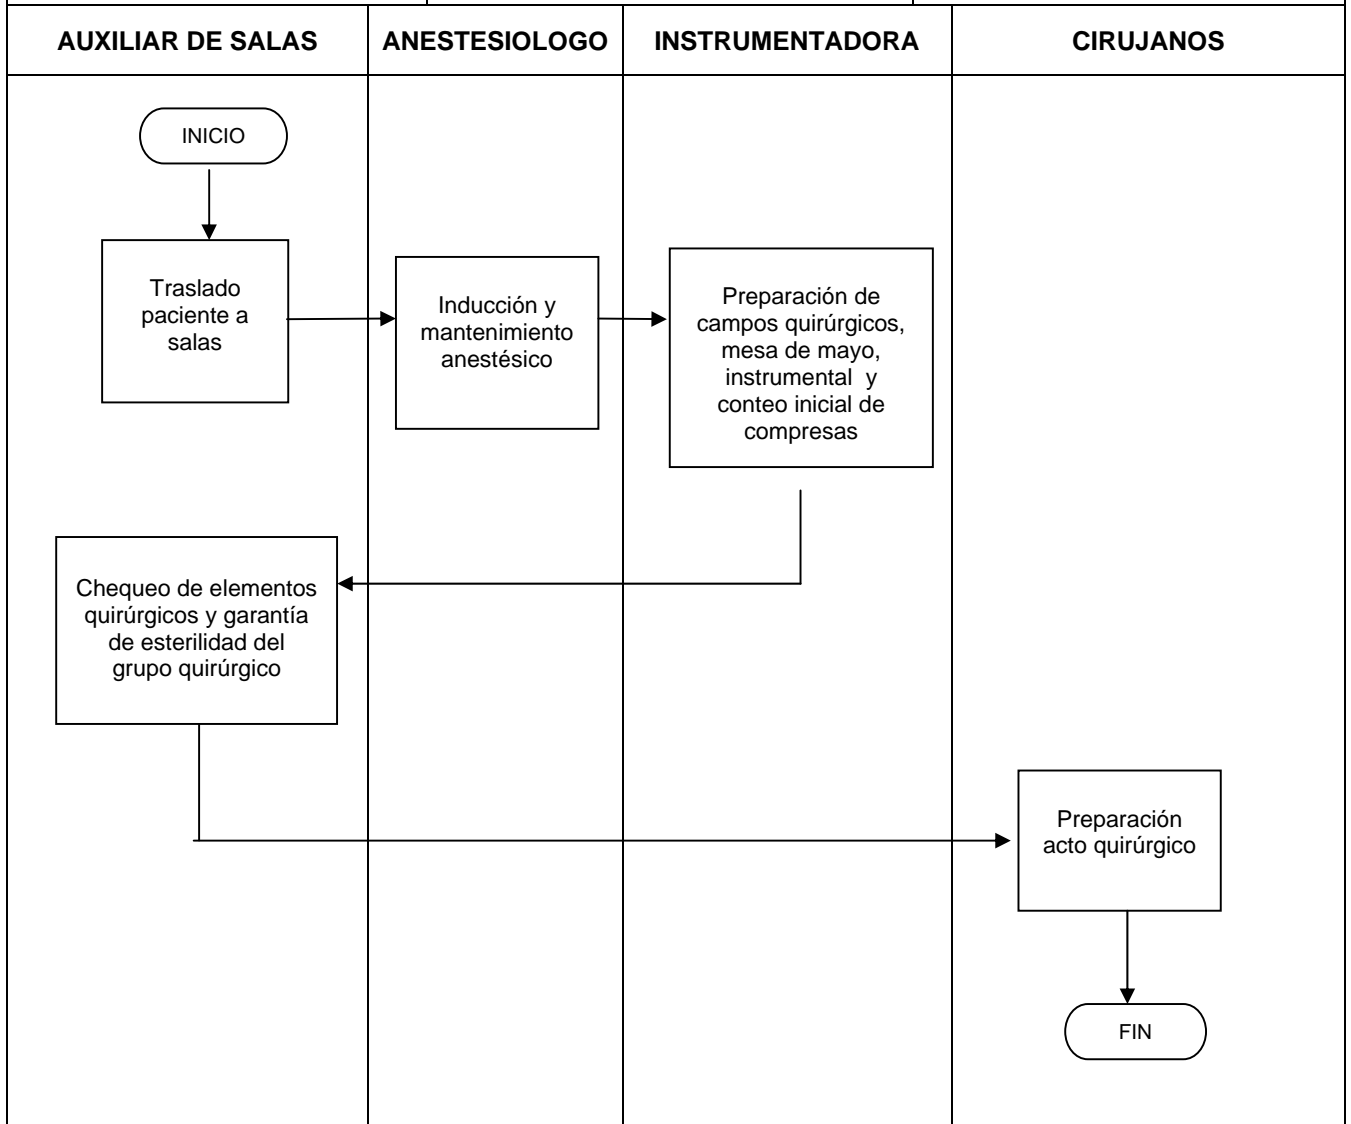 AUXILIAR DE SALAS
ANESTESIOLOGO
INSTRUMENTADORA
CIRUJANOS
INICIO
Traslado
paciente a
salas
Inducción y
mantenimiento
anestésico
Preparación de
campos quirúrgicos,
mesa de mayo,
instrumental y
conteo inicial de
compresas
Chequeo de elementos
quirúrgicos y garantía
de esterilidad del
grupo quirúrgico
Preparación
acto quirúrgico
FIN